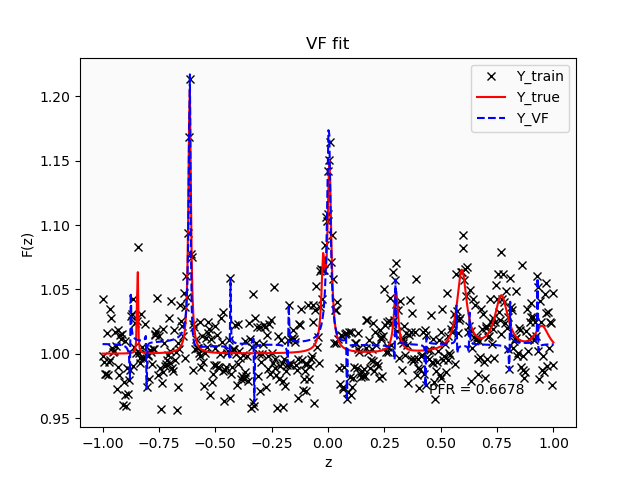 VF fit
Y_train
Y_true
Y_VF
F(z)
1.20
1.15
1.10
1.05
1.00
0.95
PFR = 0.6678
−1.00 −0.75 −0.50 −0.25 0.00 0.25 0.50 0.75 1.00
z